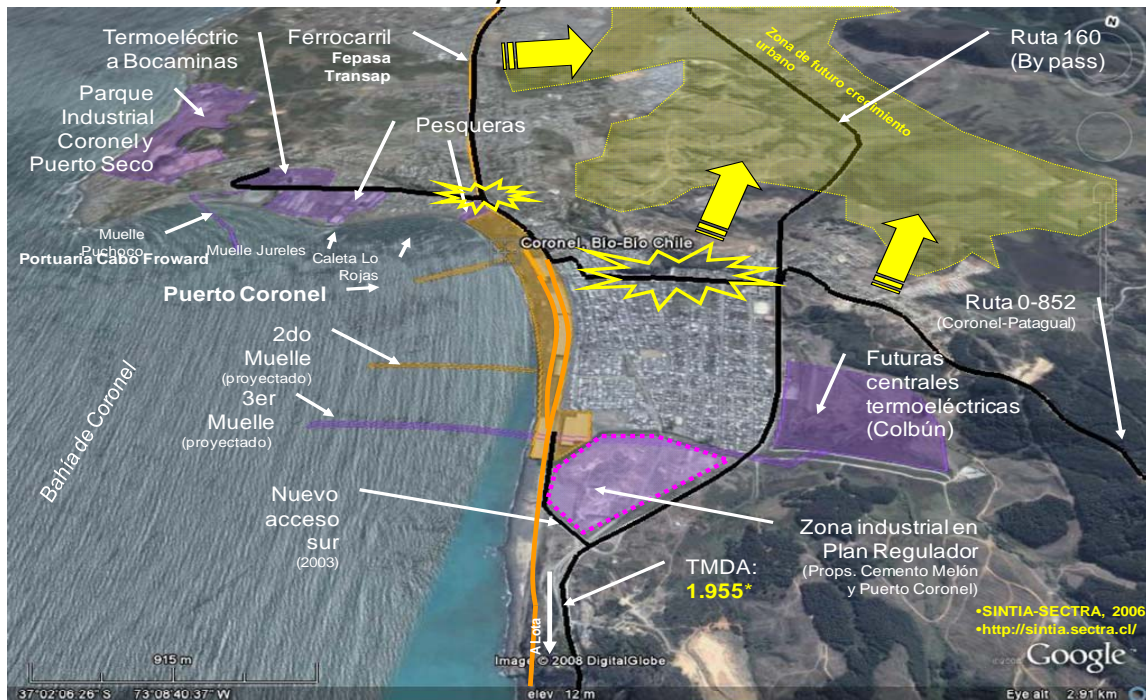 Termoeléctric
a Bocaminas
Ferrocarril
Fepasa
Transap
Zona de futuro crecimiento
urbano
N
Ruta 160
(By pass)
Parque
Industrial
Coronel y
Puerto Seco
Pesqueras
Muelle
Puchoco
Muelle Jureles
Caleta Lo
Rojas
Portuaria Cabo Froward
Coronel, Bio-Bio Chile
Puerto Coronel
Ruta 0-852
(Coronel-Patagual)
2do
Muelle
(proyectado)
3er
Muelle
(proyectado)
Futuras
centrales
termoeléctricas
(Colbún)
Bahía de Coronel
Nuevo
acceso
sur
(2003)
Zona industrial en
Plan Regulador
(Props. Cemento Melón
y Puerto Coronel)
TMDA:
1.955*
A Lota
•SINTIA-SECTRA, 2006
•http://sintia.sectra.cl/
915 m
Image © 2008 DigitalGlobe
Google
37°02'06.26" S 73°08'40.37" W
elev 12 m
Eye alt 2.91 km